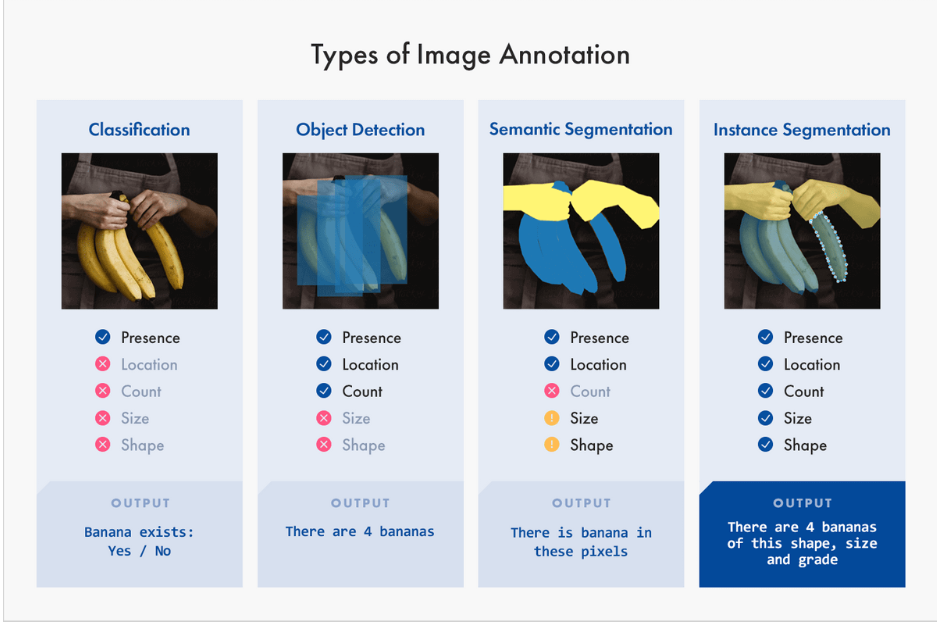 Types of Image Annotation
Classification
Presence
Location
Count
Size
Shape
OUTPUT
Banana exists:
Yes / No
Object Detection
Presence
Location
Count
Size
Shape
OUTPUT
There are 4 bananas
Semantic Segmentation
Presence
Location
Count
Size
Shape
OUTPUT
There is banana in
these pixels
Instance Segmentation
Presence
Location
Count
Size
Shape
OUTPUT
There are 4 bananas
of this shape, size
and grade